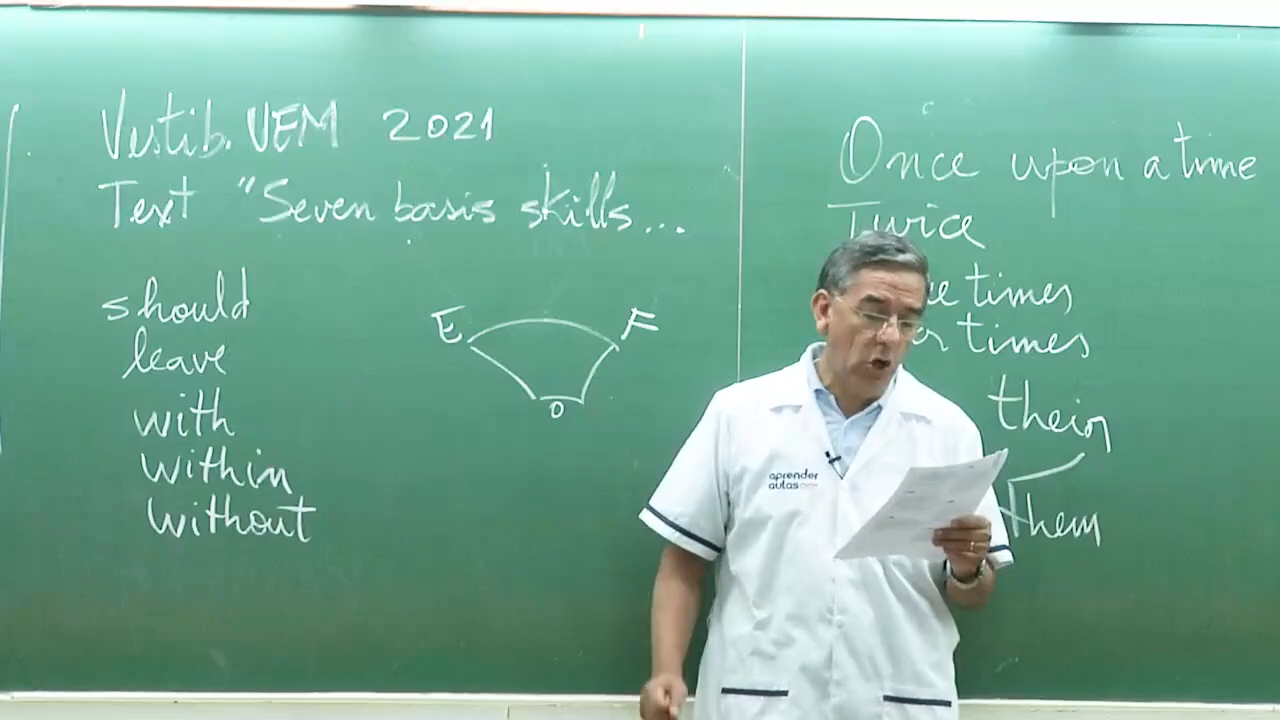 Vestib. UEM 2021
Text "Seven basis skills...
should
leave
with
within
without
E F
O
Once upon a time
Twice
times
times
their
Them
aprender
aulas